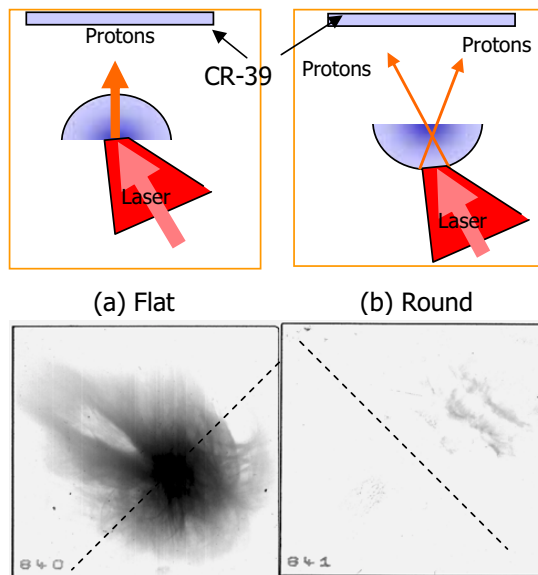 Protons
Protons
Protons
CR-39
Laser
Laser
(a) Flat
(b) Round
840
841